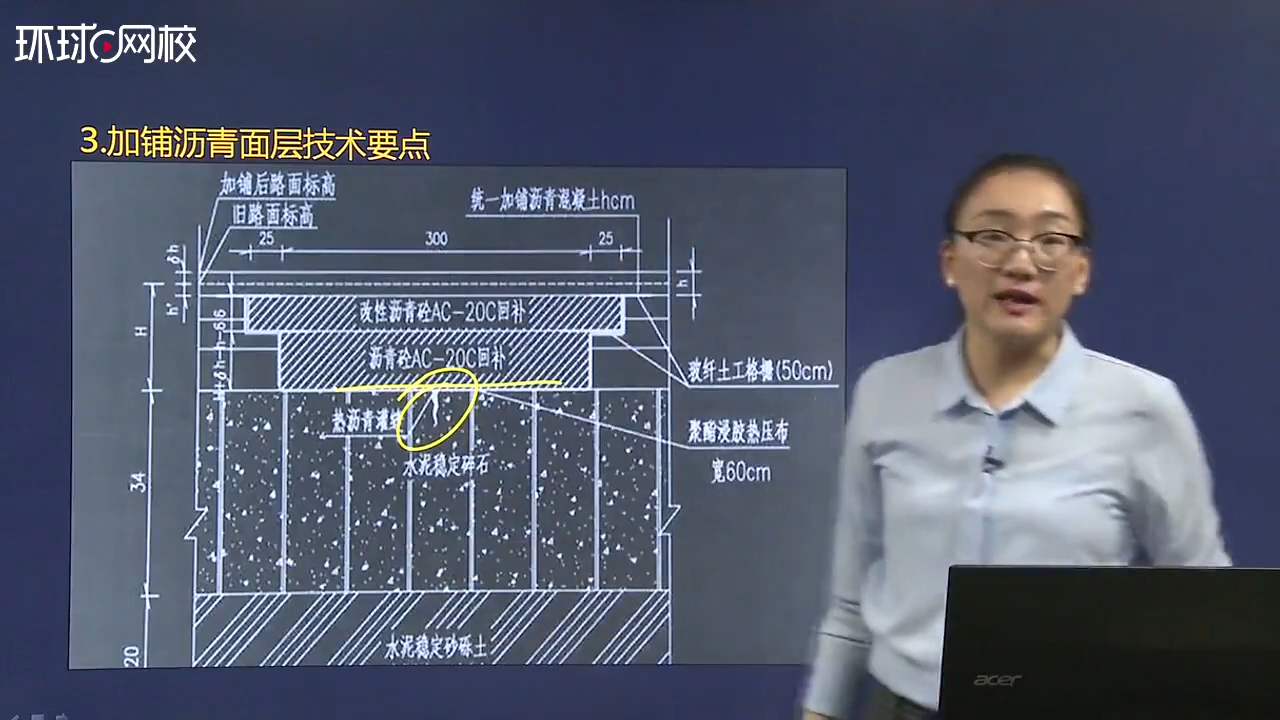 环球网校
3.加铺沥青面层技术要点
加铺后路面标高
旧路面标高
统一加铺沥青混凝土hcm
25
300
25
δh
h
h'
H
改性沥青砼AC-20C回补
沥青砼AC-20C回补
玻纤土工格栅(50cm)
热沥青灌缝
聚酯浸胶热压布
宽60cm
水泥稳定碎石
34
水泥稳定砂砾土
20
acer